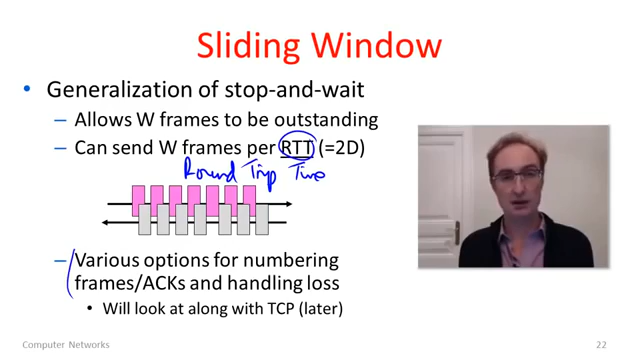 Sliding Window
• Generalization of stop-and-wait
– Allows W frames to be outstanding
– Can send W frames per RTT (=2D)
Round Trip Time
– Various options for numbering
frames/ACKs and handling loss
• Will look at along with TCP (later)
Computer Networks 22